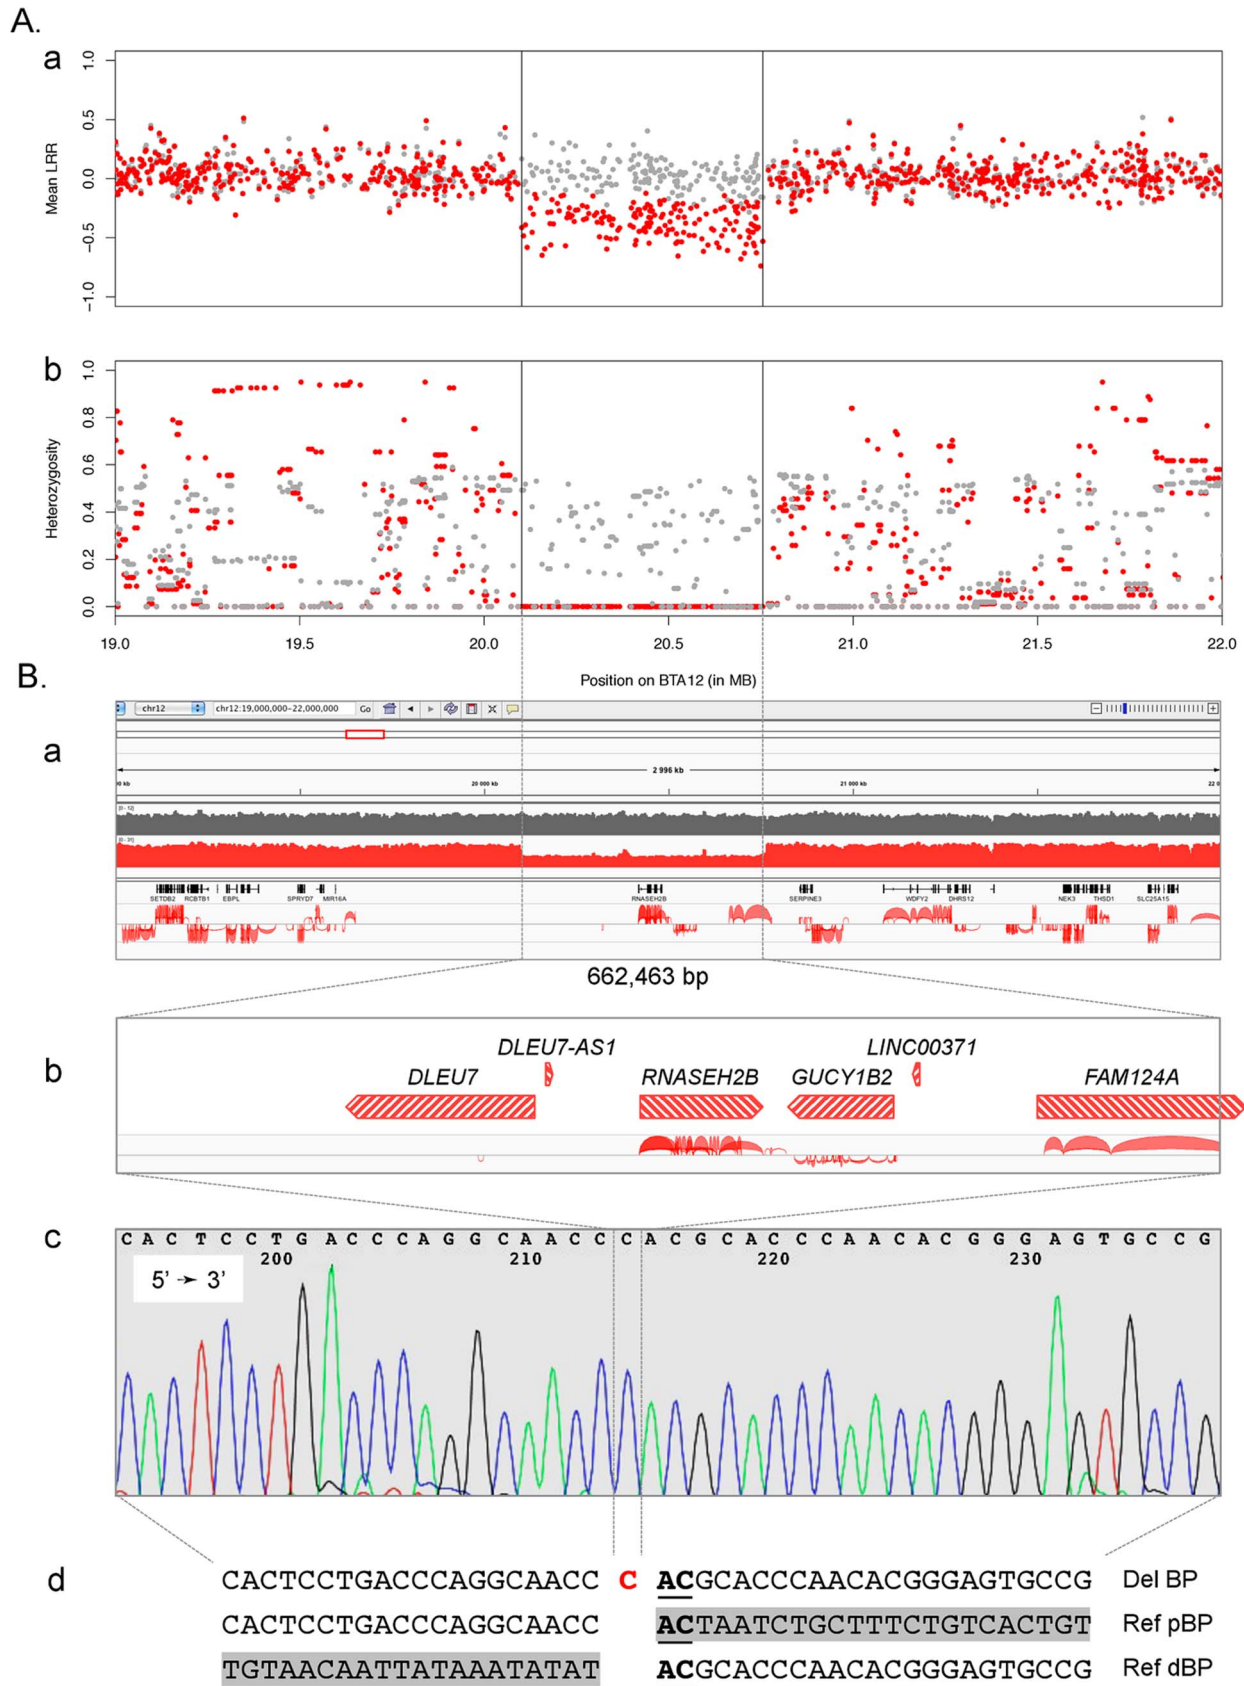 A.
a
1.0
0.5
0.0
−0.5
−1.0
Mean LRR
b
1.0
0.8
0.6
0.4
0.2
0.0
Heterozygosity
19.0 19.5 20.0 20.5 21.0 21.5 22.0
Position on BTA12 (in MB)
B.
chr12 chr12:19,000,000−22,000,000 Go
a
2 996 kb
20 000 kb 21 000 kb
SETDB2 RCBTB1 EBPL SPRYD7 MIR16A RNASEH2B SERPINE3 WDFY2 DHRS12 NEK3 THSD1 SLC25A15
662,463 bp
b
DLEU7-AS1 LINC00371
DLEU7 RNASEH2B GUCY1B2 FAM124A
c
C A C T C C T G A C C C A G G C A A C C C A C G C A C C C A A C A C G G G A G T G C C G
200 210 220 230
5’ → 3’
d
CACTCCTGACCCAGGCAACC C ACGCACCCAACACGGGAGTGCCG Del BP
CACTCCTGACCCAGGCAACC ACTAATCTGCTTTCTGTCACTGT Ref pBP
TGTAACAATTATAAATATAT ACGCACCCAACACGGGAGTGCCG Ref dBP